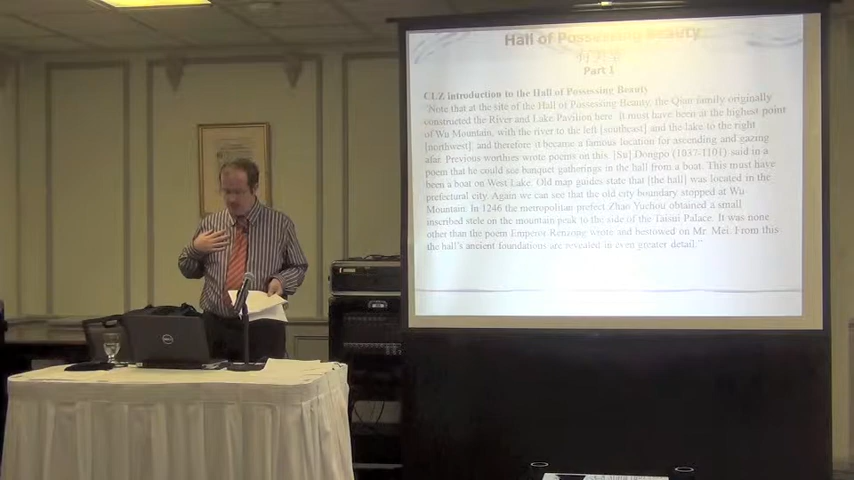 Hall of Possessing Beauty
有美堂
Part 1
CLZ introduction to the Hall of Possessing Beauty
"Note that at the site of the Hall of Possessing Beauty, the Qian family originally
constructed the River and Lake Pavilion here. It must have been at the highest point
of Wu Mountain, with the river to the left [southeast] and the lake to the right
[northwest], and therefore it became a famous location for ascending and gazing
afar. Previous worthies wrote poems on this. [Su] Dongpo (1037-1101) said in a
poem that he could see banquet gatherings in the hall from a boat. This must have
been a boat on West Lake. Old map guides state that [the hall] was located in the
prefectural city. Again we can see that the old city boundary stopped at Wu
Mountain. In 1246 the metropolitan prefect Zhao Yuchou obtained a small
inscribed stele on the mountain peak to the side of the Taisui Palace. It was none
other than the poem Emperor Renzong wrote and bestowed on Mr. Mei. From this
the hall's ancient foundations are revealed in even greater detail."
DELL